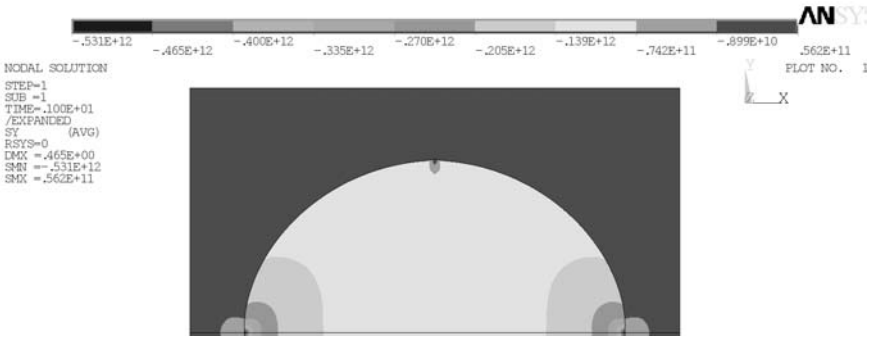 ANSYS
-.531E+12 -.400E+12 -.270E+12 -.139E+12 -.899E+10
-.465E+12 -.335E+12 -.205E+12 -.742E+11 .562E+11
NODAL SOLUTION
PLOT NO. 1
STEP=1
SUB =1
TIME=.100E+01
/EXPANDED
SY (AVG)
RSYS=0
DMX =.465E+00
SMN =-.531E+12
SMX =.562E+11
Y
Z X